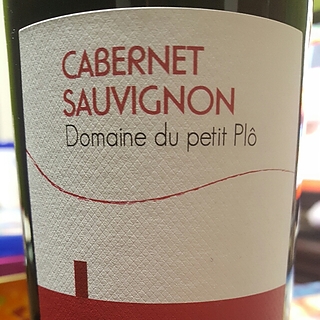 CABERNET
SAUVIGNON
Domaine du petit Plô